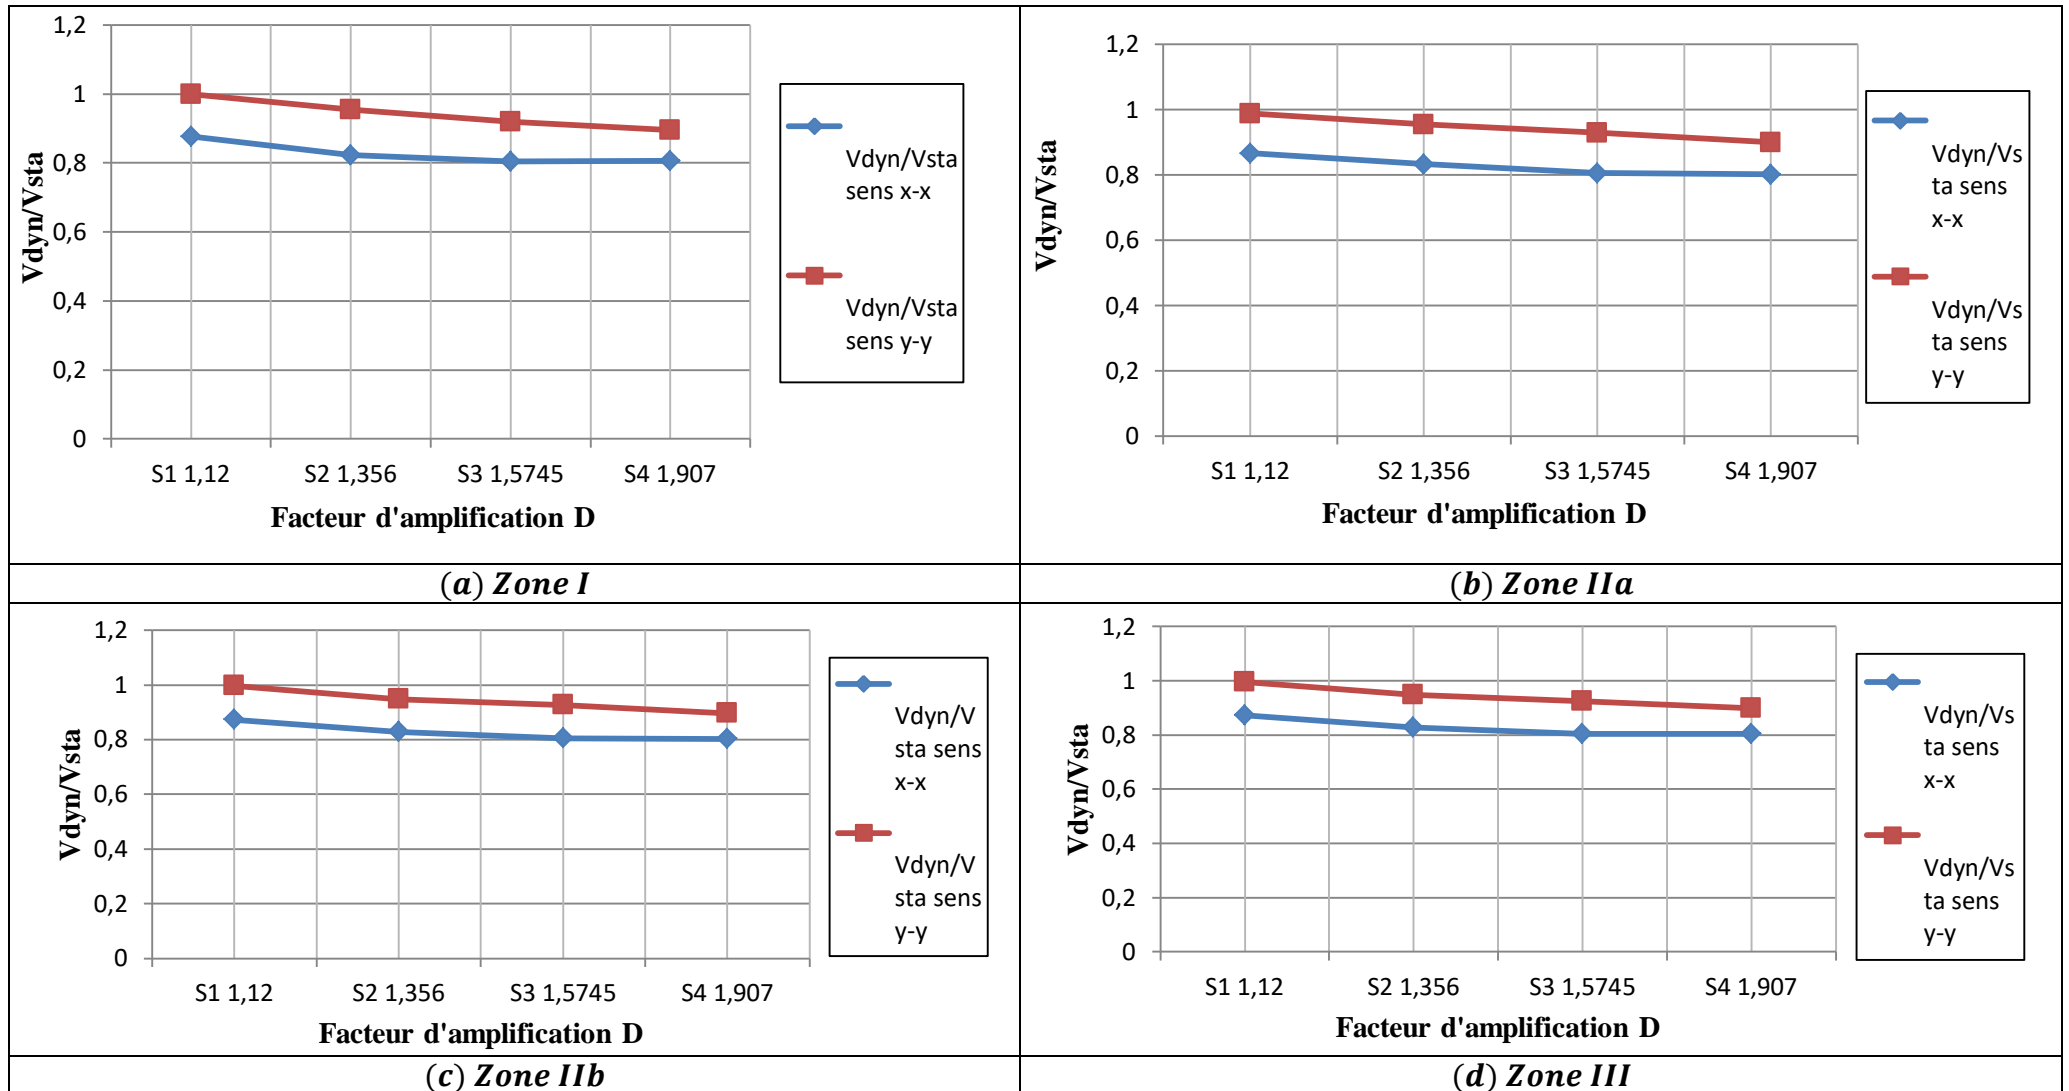 1,2
1
0,8
0,6
0,4
0,2
0
Vdyn/Vsta
S1 1,12 S2 1,356 S3 1,5745 S4 1,907
Facteur d'amplification D
Vdyn/Vsta
sens x-x
Vdyn/Vsta
sens y-y
(a) Zone I
1,2
1
0,8
0,6
0,4
0,2
0
Vdyn/Vsta
S1 1,12 S2 1,356 S3 1,5745 S4 1,907
Facteur d'amplification D
Vdyn/Vs
ta sens
x-x
Vdyn/Vs
ta sens
y-y
(b) Zone IIa
1,2
1
0,8
0,6
0,4
0,2
0
Vdyn/Vsta
S1 1,12 S2 1,356 S3 1,5745 S4 1,907
Facteur d'amplification D
Vdyn/V
sta sens
x-x
Vdyn/V
sta sens
y-y
(c) Zone IIb
1,2
1
0,8
0,6
0,4
0,2
0
Vdyn/Vsta
S1 1,12 S2 1,356 S3 1,5745 S4 1,907
Facteur d'amplification D
Vdyn/Vs
ta sens
x-x
Vdyn/Vs
ta sens
y-y
(d) Zone III